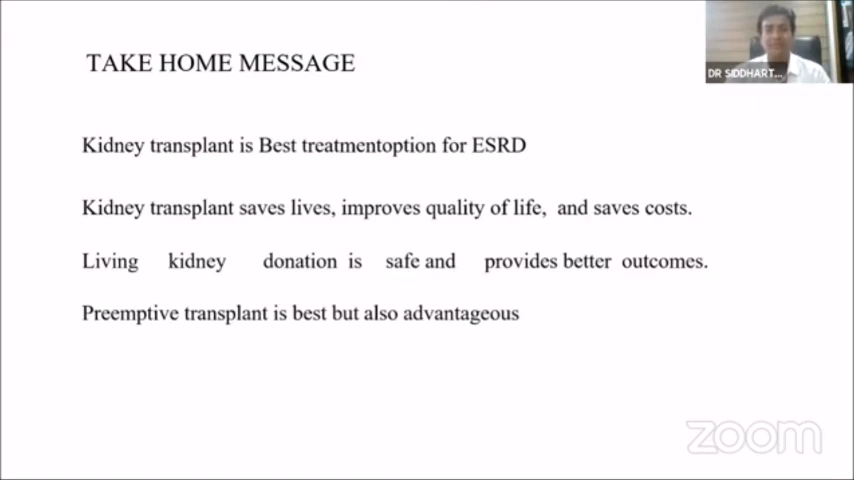 TAKE HOME MESSAGE
DR SIDDHART...
Kidney transplant is Best treatmentoption for ESRD
Kidney transplant saves lives, improves quality of life, and saves costs.
Living kidney donation is safe and provides better outcomes.
Preemptive transplant is best but also advantageous
zoom